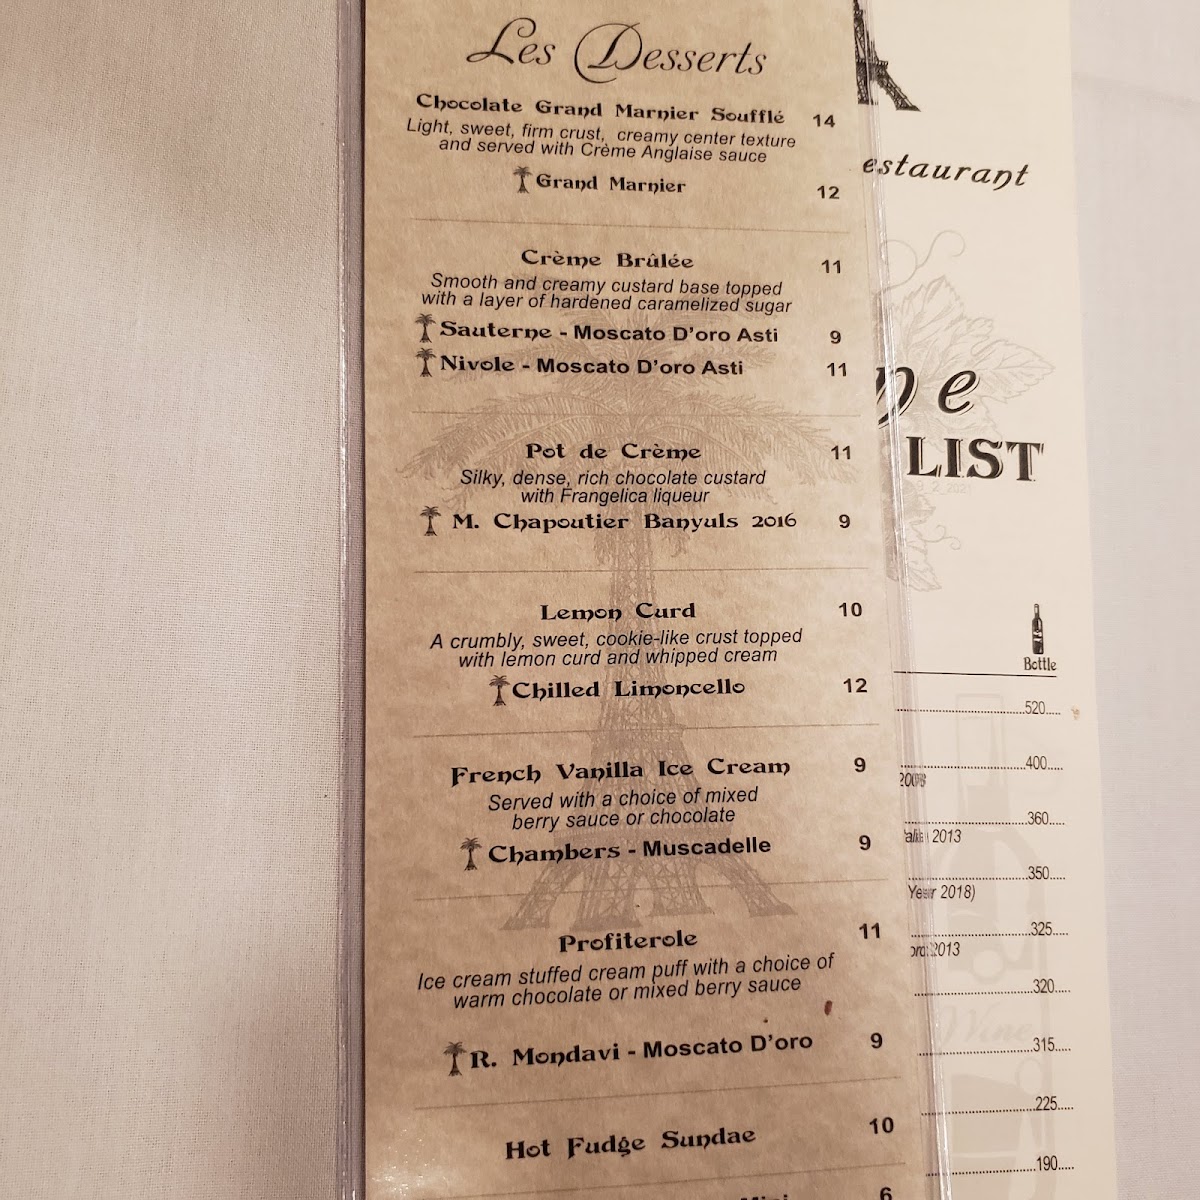 Les Desserts
Chocolate Grand Marnier Soufflé 14
Light, sweet, firm crust, creamy center texture
and served with Crème Anglaise sauce
Grand Marnier 12
Crème Brûlée 11
Smooth and creamy custard base topped
with a layer of hardened caramelized sugar
Sauterne - Moscato D'oro Asti 9
Nivole - Moscato D'oro Asti 11
Pot de Crème 11
Silky, dense, rich chocolate custard
with Frangelica liqueur
M. Chapoutier Banyuls 2016 9
Lemon Curd 10
A crumbly, sweet, cookie-like crust topped
with lemon curd and whipped cream
Chilled Limoncello 12
French Vanilla Ice Cream 9
Served with a choice of mixed
berry sauce or chocolate
Chambers - Muscadelle 9
Profiterole 11
Ice cream stuffed cream puff with a choice of
warm chocolate or mixed berry sauce
R. Mondavi - Moscato D'oro 9
Hot Fudge Sundae 10
6
estaurant
LIST
Bottle
520
400
360
2013
350
Year 2018)
325
2013
320
Wine
315
225
190